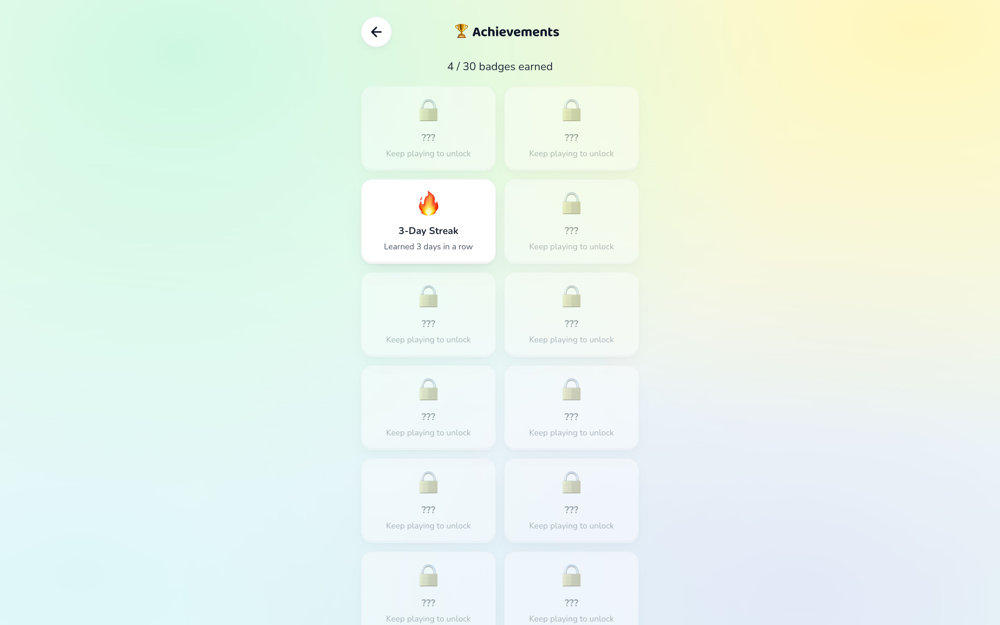 🏆 Achievements
4 / 30 badges earned
???
Keep playing to unlock
???
Keep playing to unlock
3-Day Streak
Learned 3 days in a row
???
Keep playing to unlock
???
Keep playing to unlock
???
Keep playing to unlock
???
Keep playing to unlock
???
Keep playing to unlock
???
Keep playing to unlock
???
Keep playing to unlock
???
Keep playing to unlock
???
Keep playing to unlock